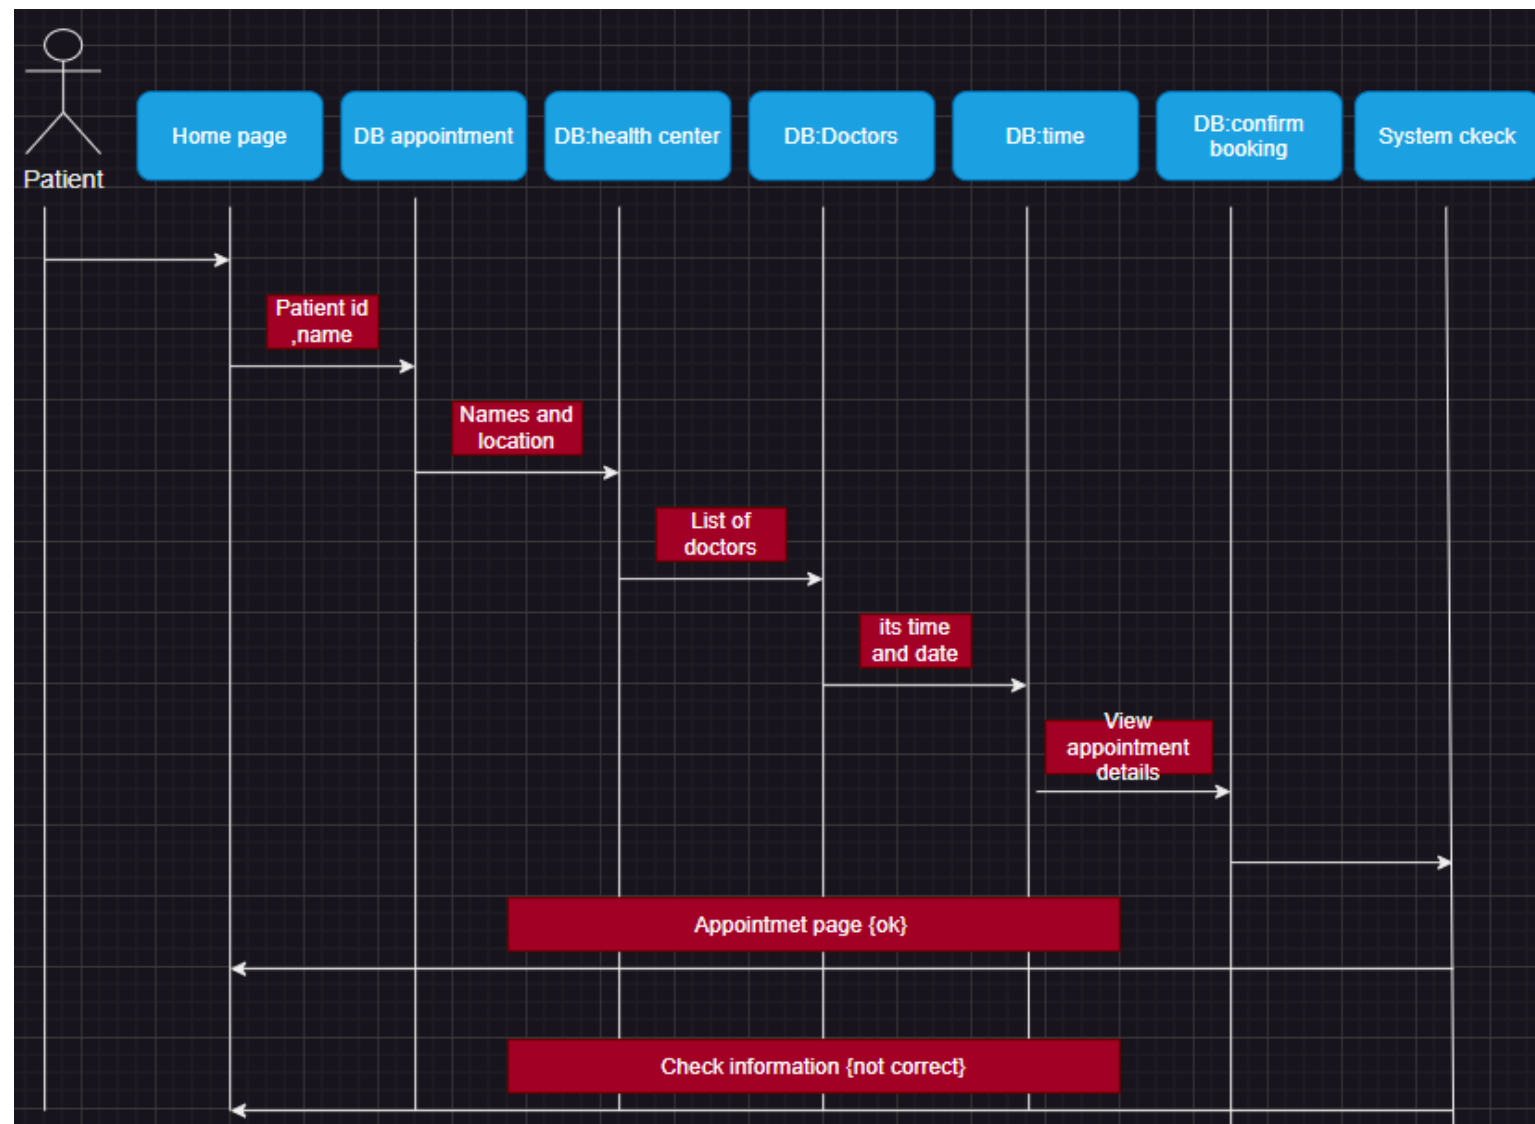 Patient
Home page
DB appointment
DB:health center
DB:Doctors
DB:time
DB:confirm
booking
System ckeck
Patient id
,name
Names and
location
List of
doctors
its time
and date
View
appointment
details
Appointmet page {ok}
Check information {not correct}